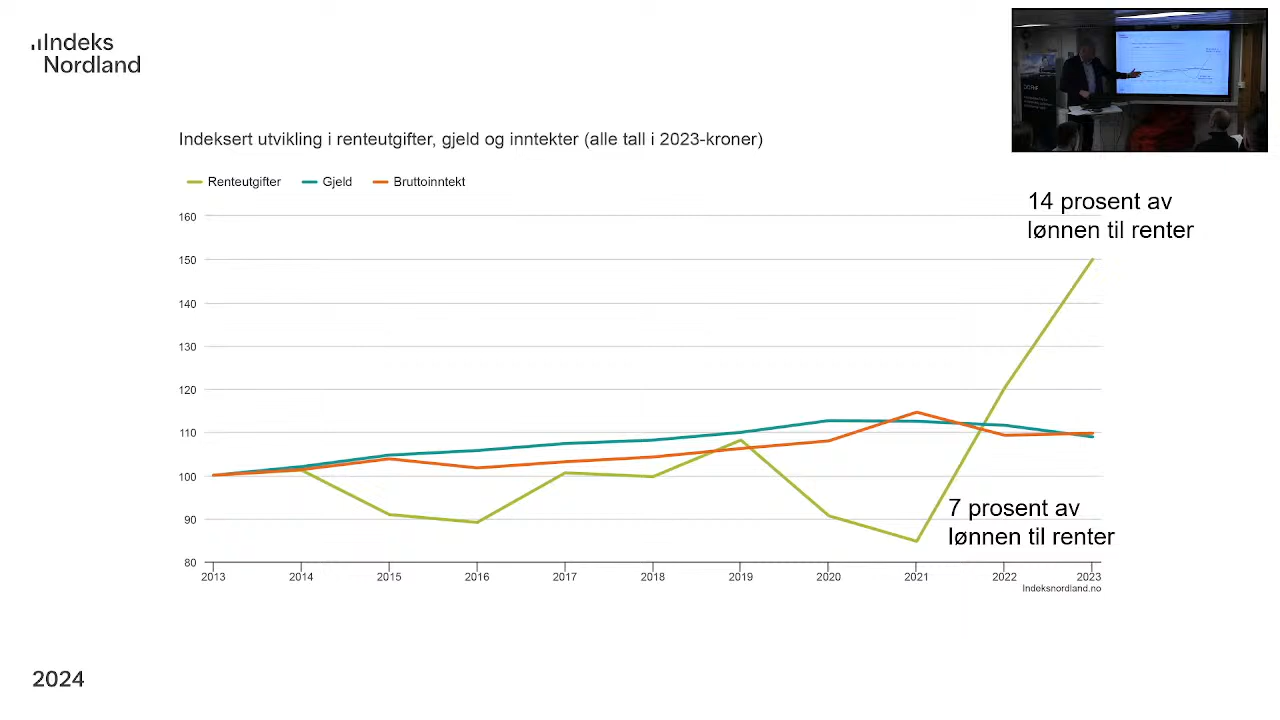 Indeks
Nordland
Indeksert utvikling i renteutgifter, gjeld og inntekter (alle tall i 2023-kroner)
Renteutgifter Gjeld Bruttoinntekt
14 prosent av
lønnen til renter
160
150
140
130
120
110
100
90
80
7 prosent av
lønnen til renter
2013 2014 2015 2016 2017 2018 2019 2020 2021 2022 2023
Indeksnordland.no
2024